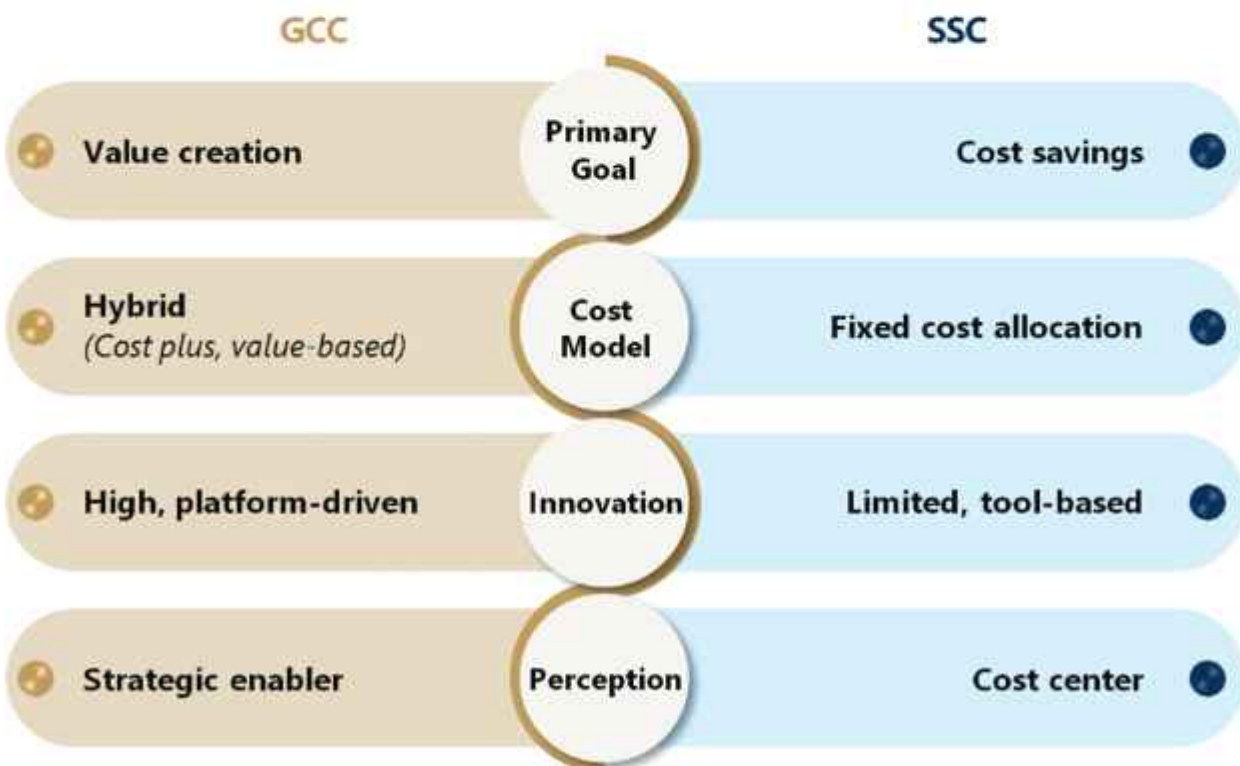 GCC
SSC
Value creation
Primary
Goal
Cost savings
Hybrid
(Cost plus, value-based)
Cost
Model
Fixed cost allocation
High, platform-driven
Innovation
Limited, tool-based
Strategic enabler
Perception
Cost center